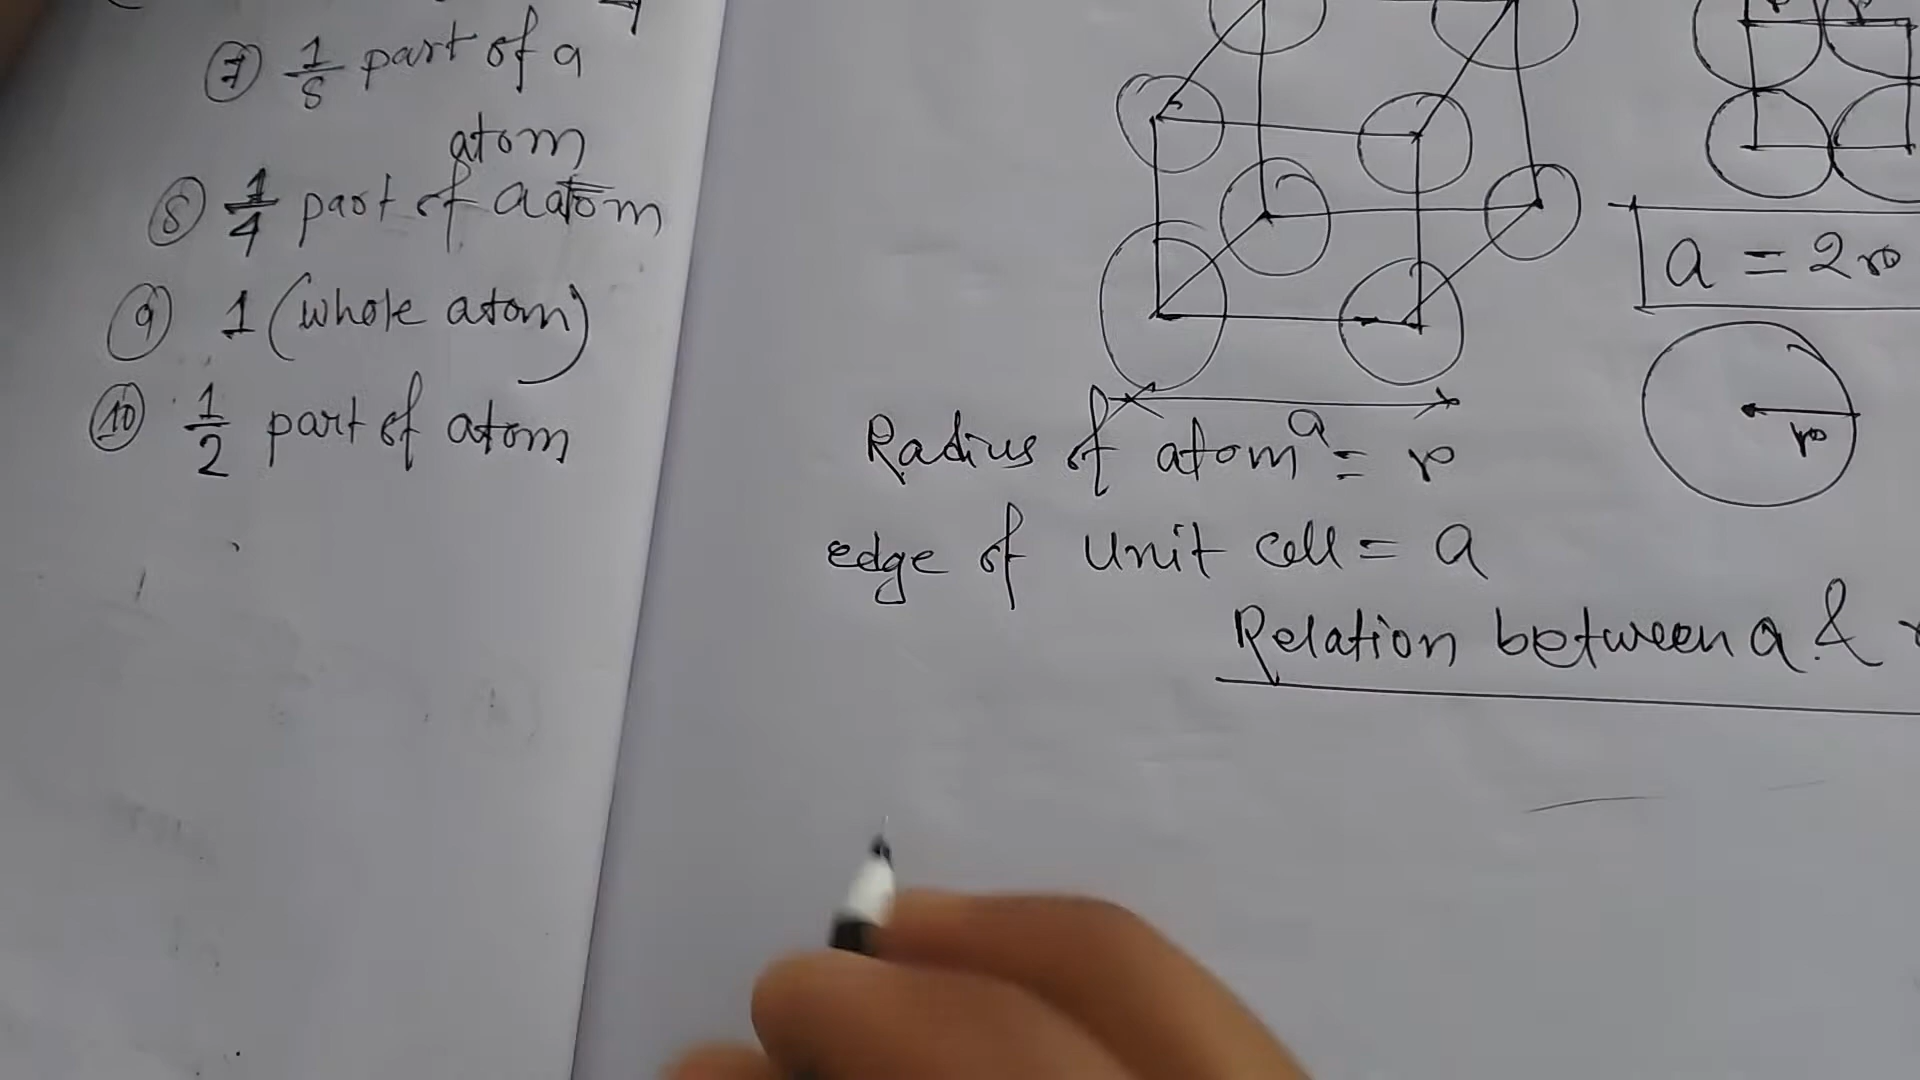 ⑦ 1/8 part of a
atom
⑧ 1/4 part of a atom
⑨ 1 (whole atom)
⑩ 1/2 part of atom
a = 2r
r
a
Radius of atom = r
edge of unit cell = a
Relation between a &